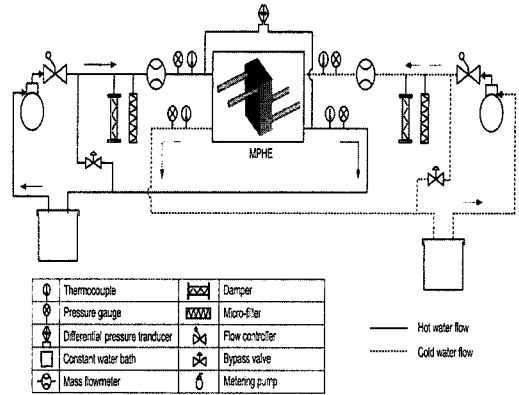 MPHE
Thermocouple
Damper
Pressure gauge
Micro-filter
Differential pressure tranducer
Flow controller
Constant water bath
Bypass valve
Mass flowmeter
Metering pump
Hot water flow
Cold water flow